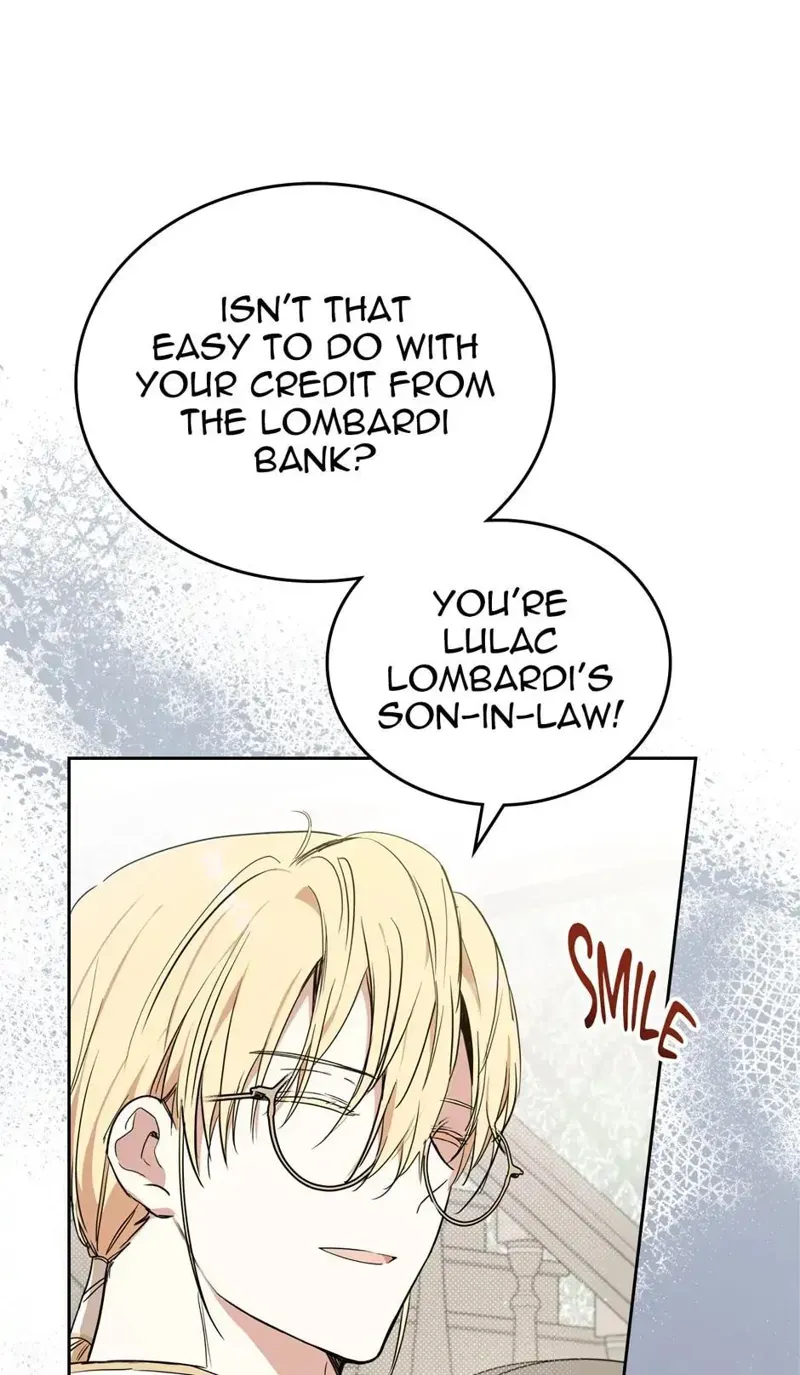 ISN'T THAT
EASY TO DO WITH
YOUR CREDIT FROM
THE LOMBARDI
BANK?
YOU'RE
LULAC
LOMBARDI'S
SON-IN-LAW!
SMILE